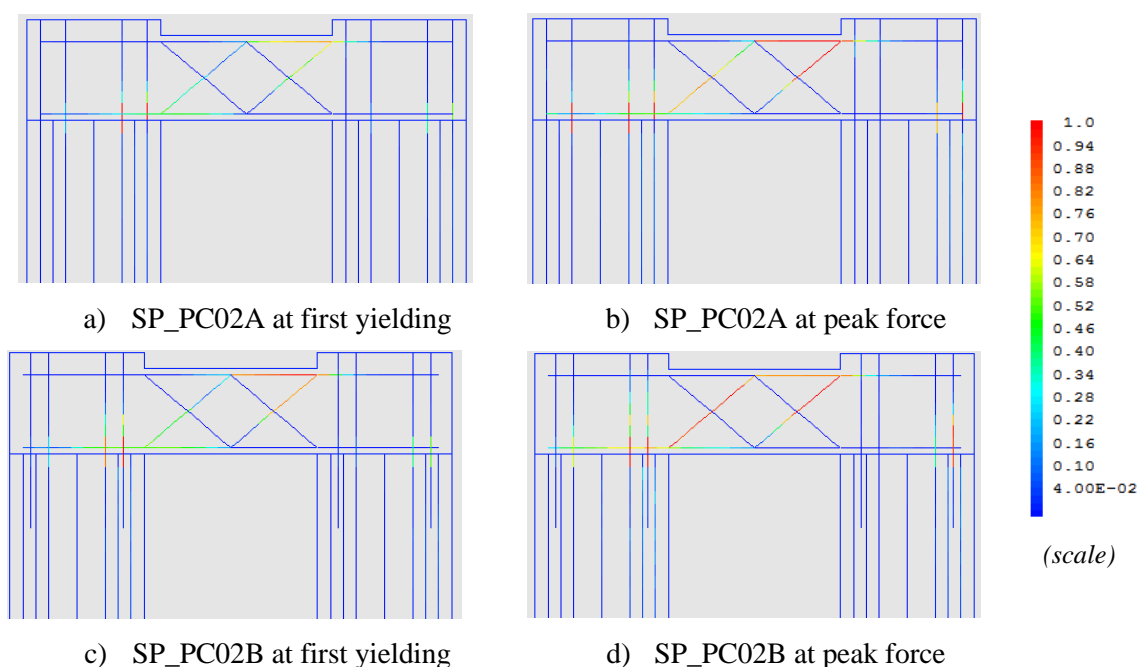 1.0
0.94
0.88
0.82
0.76
0.70
0.64
0.58
0.52
0.46
0.40
0.34
0.28
0.22
0.16
0.10
4.00E-02
(scale)
a) SP_PC02A at first yielding
b) SP_PC02A at peak force
c) SP_PC02B at first yielding
d) SP_PC02B at peak force